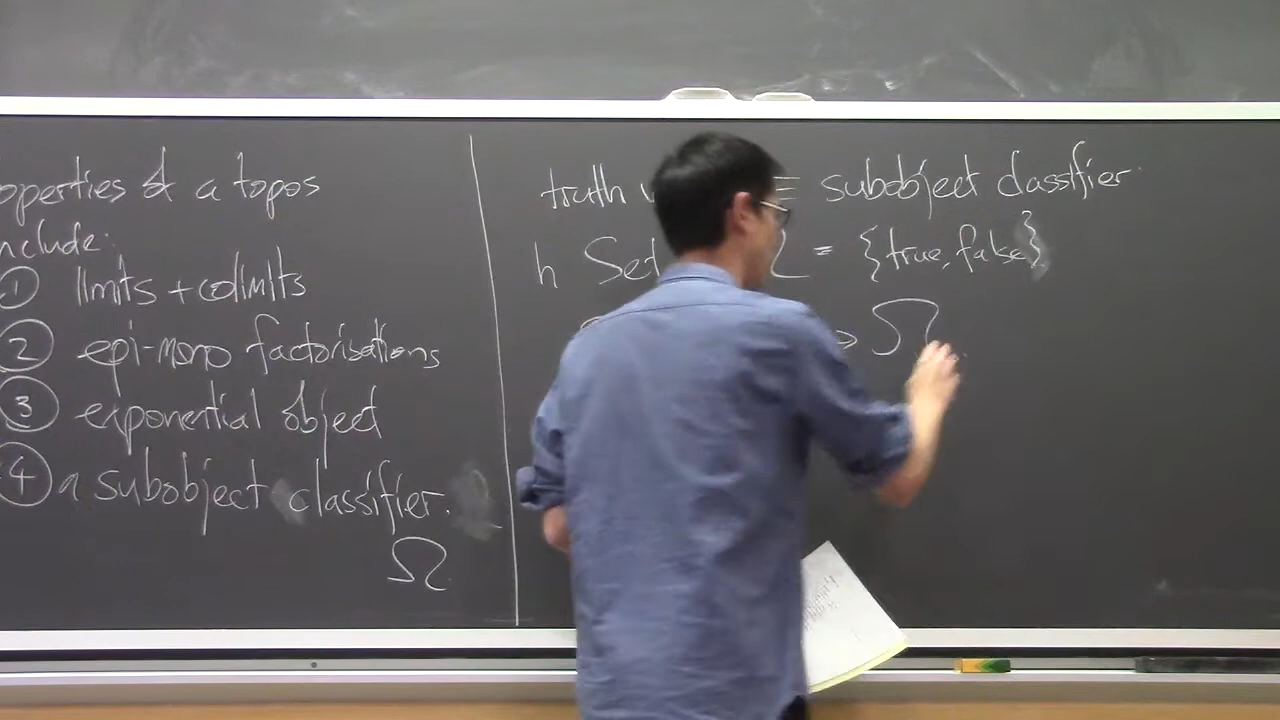 operties of a topos
nclude:
① limits + colimits
② epi-mono factorisations
③ exponential object
④ a subobject classifier.
Ω
truth ≡ subobject classifier.
h Set Ω = {true, false}
→ Ω